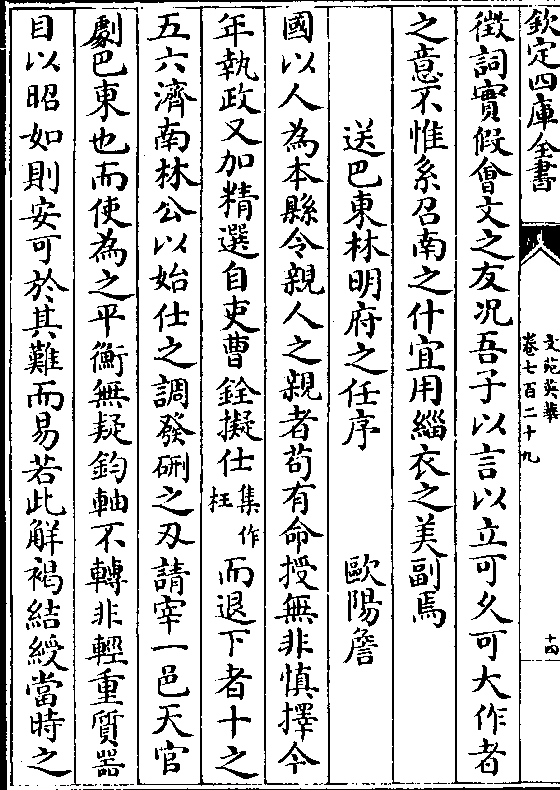 欽定四庫全書
文苑英華
卷七百二十九
十四
徴詞實假會文之友况吾子以言以立可乆可大作者
之意不惟糸召南之什宜用緇衣之美副焉
送巴東林明府之任序　歐陽詹
國以人為本縣令親人之親者苟有命授無非慎擇今
年執政又加精選自吏曹銓擬仕集作枉而退下者十之
五六濟南林公以始仕之調發硎之刄請宰一邑天官
劇巴東也而使為之平衡無疑鈞軸不轉非輕重質器
目以昭如則安可於其難而易若此解褐結綬當時之